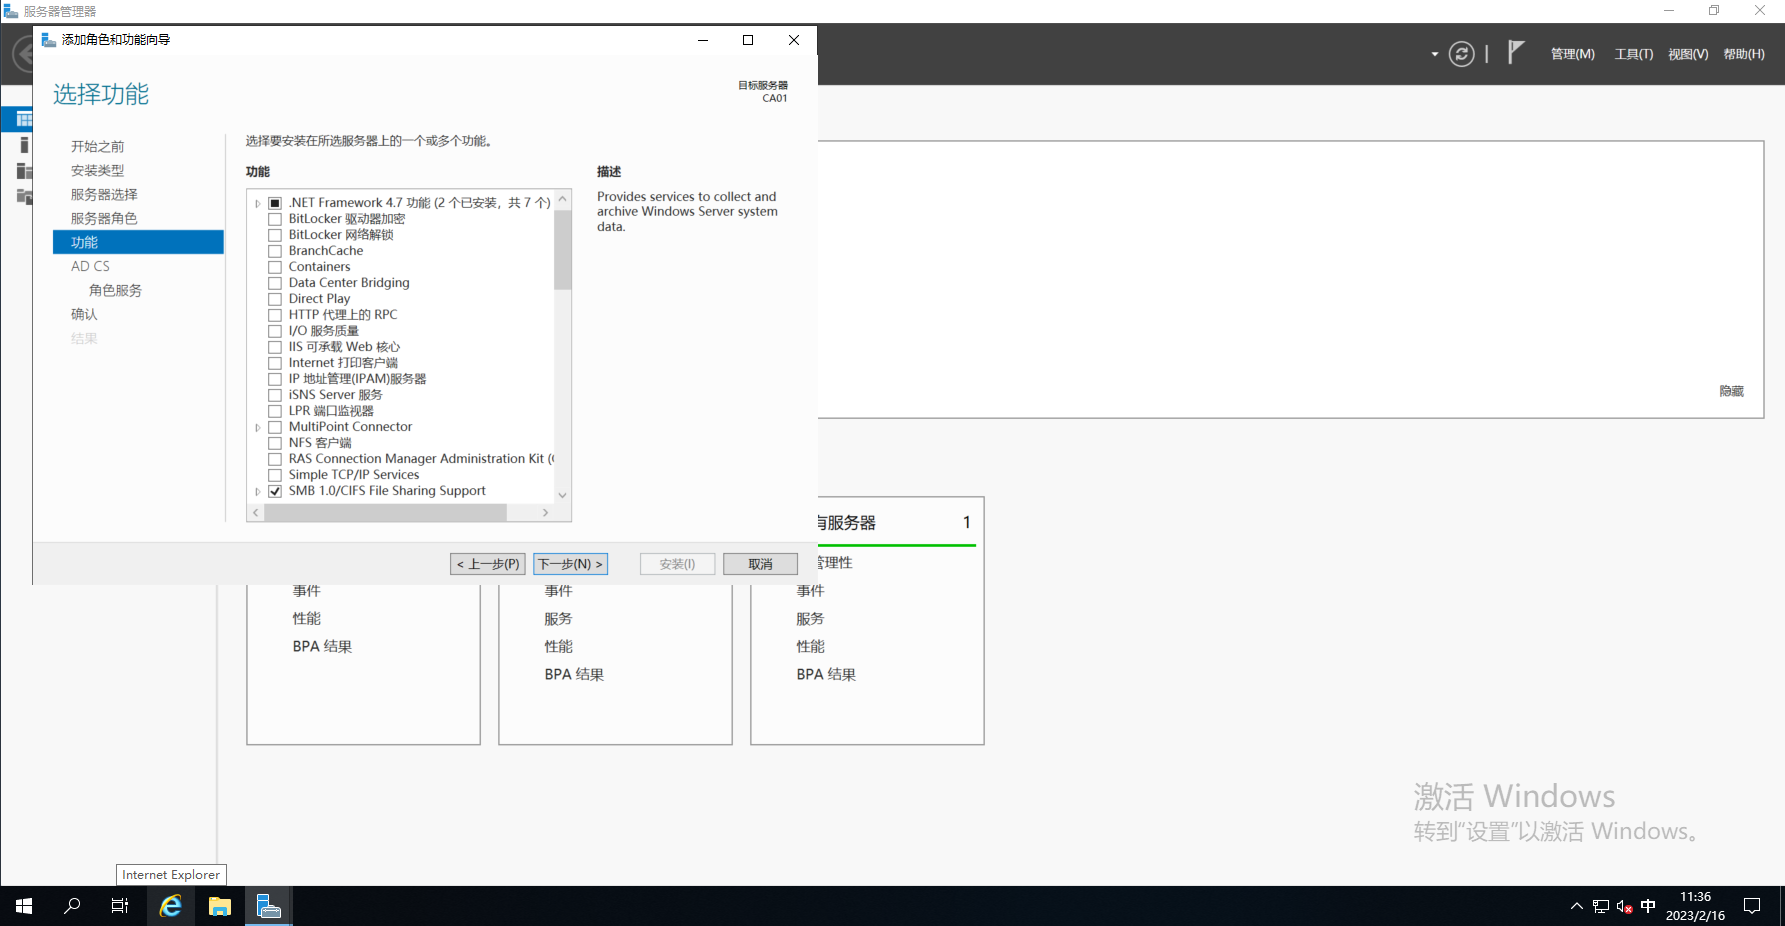 服务器管理器
添加角色和功能向导
管理(M) 工具(T) 视图(V) 帮助(H)
选择功能
目标服务器
CA01
开始之前
安装类型
服务器选择
服务器角色
功能
AD CS
角色服务
确认
结果
选择要安装在所选服务器上的一个或多个功能。
功能
.NET Framework 4.7 功能 (2 个已安装，共 7 个)
BitLocker 驱动器加密
BitLocker 网络解锁
BranchCache
Containers
Data Center Bridging
Direct Play
HTTP 代理上的 RPC
I/O 服务质量
IIS 可承载 Web 核心
Internet 打印客户端
IP 地址管理(IPAM)服务器
iSNS Server 服务
LPR 端口监视器
MultiPoint Connector
NFS 客户端
RAS Connection Manager Administration Kit (
Simple TCP/IP Services
SMB 1.0/CIFS File Sharing Support
描述
Provides services to collect and
archive Windows Server system
data.
< 上一步(P) 下一步(N) > 安装(I) 取消
隐藏
有服务器 1
管理性
事件
性能
BPA 结果
事件
服务
性能
BPA 结果
事件
服务
性能
BPA 结果
激活 Windows
转到“设置”以激活 Windows。
Internet Explorer
中
11:36
2023/2/16